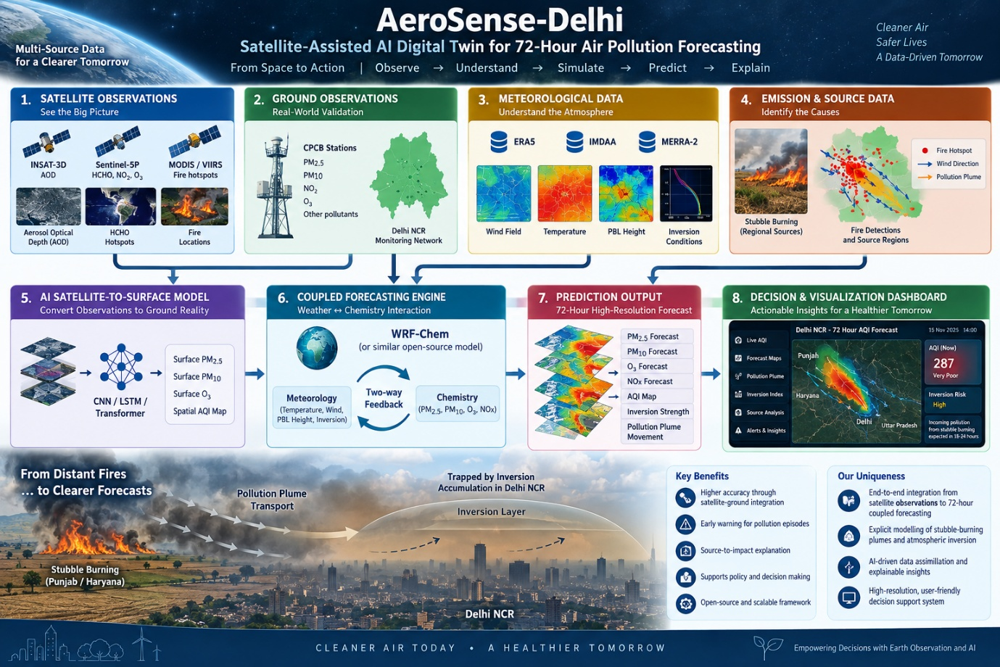 AeroSense-Delhi
Satellite-Assisted AI Digital Twin for 72-Hour Air Pollution Forecasting
From Space to Action | Observe → Understand → Simulate → Predict → Explain
Multi-Source Data
for a Clearer Tomorrow
Cleaner Air
Safer Lives
A Data-Driven Tomorrow
1. SATELLITE OBSERVATIONS
See the Big Picture
INSAT-3D
AOD
Sentinel-5P
HCHO, NO₂, O₃
MODIS / VIIRS
Fire hotspots
Aerosol Optical
Depth (AOD)
HCHO
Hotspots
Fire
Locations
2. GROUND OBSERVATIONS
Real-World Validation
CPCB Stations
PM₂.₅
PM₁₀
NO₂
O₃
Other pollutants
Delhi NCR
Monitoring Network
3. METEOROLOGICAL DATA
Understand the Atmosphere
ERA5
IMDAA
MERRA-2
Wind Field
Temperature
PBL Height
Inversion
Conditions
4. EMISSION & SOURCE DATA
Identify the Causes
Fire Hotspot
Wind Direction
Pollution Plume
Stubble Burning
(Regional Sources)
Fire Detections
and Source Regions
5. AI SATELLITE-TO-SURFACE MODEL
Convert Observations to Ground Reality
CNN / LSTM /
Transformer
Surface PM₂.₅
Surface PM₁₀
Surface O₃
Spatial AQI Map
6. COUPLED FORECASTING ENGINE
Weather ↔ Chemistry Interaction
WRF-Chem
(or similar open-source model)
Meteorology
(Temperature, Wind,
PBL Height, Inversion)
Two-way
Feedback
Chemistry
(PM₂.₅, PM₁₀, O₃, NOx)
7. PREDICTION OUTPUT
72-Hour High-Resolution Forecast
PM₂.₅ Forecast
PM₁₀ Forecast
O₃ Forecast
NOx Forecast
AQI Map
Inversion Strength
Pollution Plume
Movement
8. DECISION & VISUALIZATION DASHBOARD
Actionable Insights for a Healthier Tomorrow
Delhi NCR - 72 Hour AQI Forecast
15 Nov 2025 14:00
Live AQI
Forecast Maps
Pollution Plume
Inversion Index
Source Analysis
Alerts & Insights
Punjah
Haryana
Delhi
Uttar Pradesh
AQI (Now)
287
Very Poor
Inversion Risk
High
Incoming pollution
from stubble burning
expected in 18-24 hours
From Distant Fires
... to Clearer Forecasts
Pollution Plume
Transport
Trapped by Inversion
Accumulation in Delhi NCR
Inversion Layer
Stubble Burning
(Punjab / Haryana)
Delhi NCR
Key Benefits
Higher accuracy through
satellite-ground integration
Early warning for pollution episodes
Source-to-impact explanation
Supports policy and decision making
Open-source and scalable framework
Our Uniqueness
End-to-end integration from
satellite observations to 72-hour
coupled forecasting
Explicit modelling of stubble-burning
plumes and atmospheric inversion
AI-driven data assimillation and
explainable insights
High-resolution, user-friendly
decision support system
CLEANER AIR TODAY • A HEALTHIER TOMORROW
Empowering Decisions with Earth Observation and AI